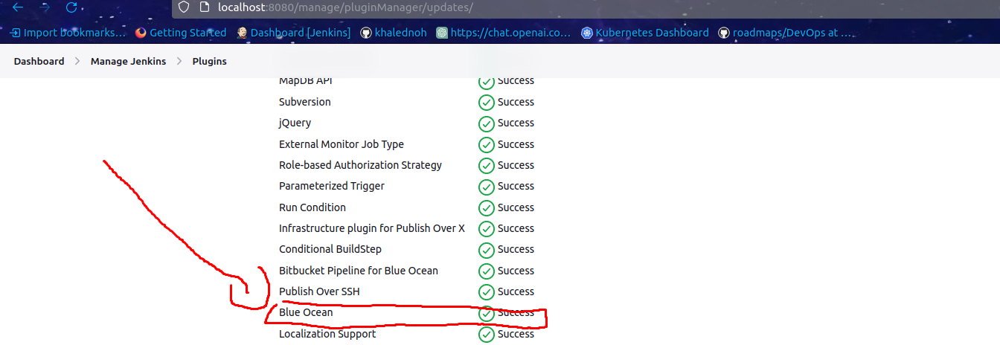 localhost:8080/manage/pluginManager/updates/
Import bookmarks... Getting Started Dashboard [Jenkins] khalednoh https://chat.openai.co... Kubernetes Dashboard roadmaps/DevOps at ...
Dashboard > Manage Jenkins > Plugins
MapDB API Success
Subversion Success
jQuery Success
External Monitor Job Type Success
Role-based Authorization Strategy Success
Parameterized Trigger Success
Run Condition Success
Infrastructure plugin for Publish Over X Success
Conditional BuildStep Success
Bitbucket Pipeline for Blue Ocean Success
Publish Over SSH Success
Blue Ocean Success
Localization Support Success